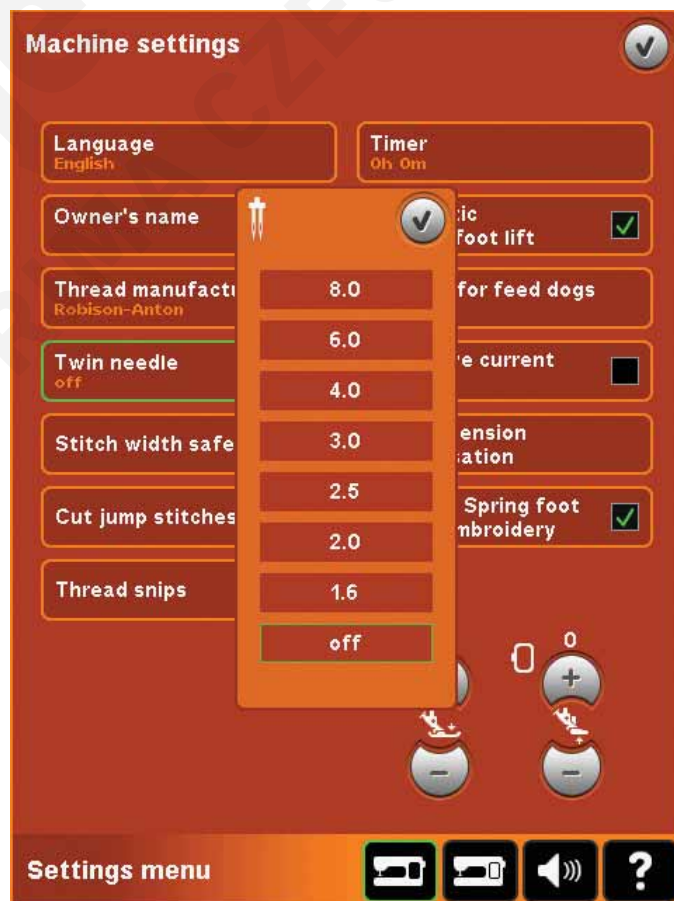 Machine settings
Language
English
Timer
0h 0m
Owner's name
tic
foot lift
Thread manufactu
Robison-Anton
for feed dogs
Twin needle
off
e current
Stitch width safe
ension
ation
Cut jump stitches
Spring foot
mbroidery
Thread snips
8.0
6.0
4.0
3.0
2.5
2.0
1.6
off
0
Settings menu
?